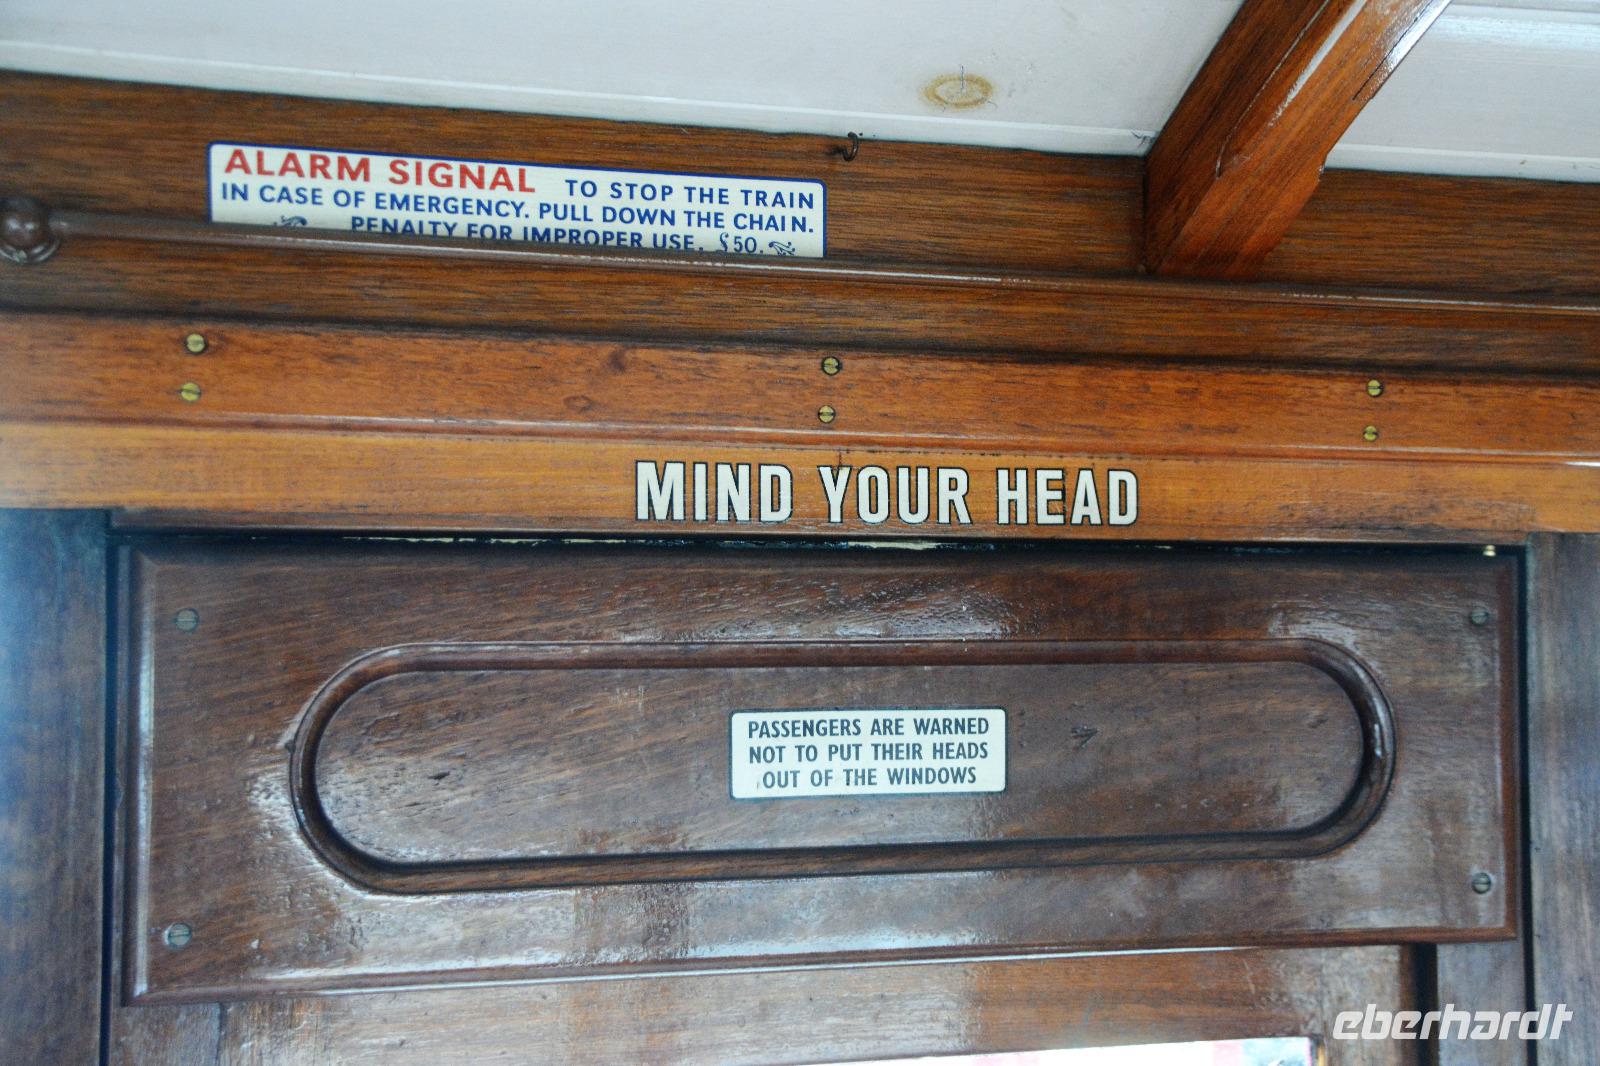 ALARM SIGNAL TO STOP THE TRAIN
IN CASE OF EMERGENCY. PULL DOWN THE CHAIN.
PENALTY FOR IMPROPER USE. £50.
MIND YOUR HEAD
PASSENGERS ARE WARNED
NOT TO PUT THEIR HEADS
OUT OF THE WINDOWS
eberhardt